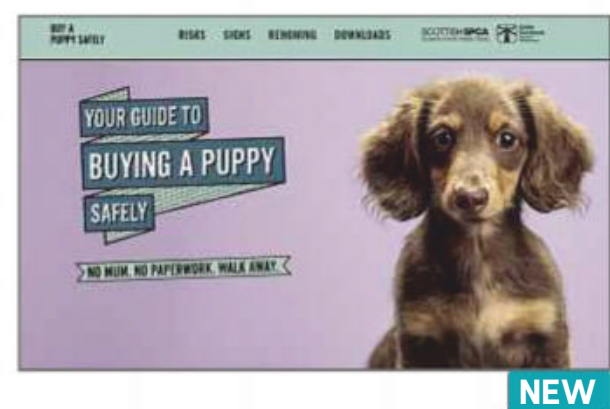 BUY A
PUPPY SAFELY
RISKS SIGNS REHOMING DOWNLOADS
SCOTTISH SPCA
YOUR GUIDE TO
BUYING A PUPPY
SAFELY
NO MUM. NO PAPERWORK. WALK AWAY.
NEW